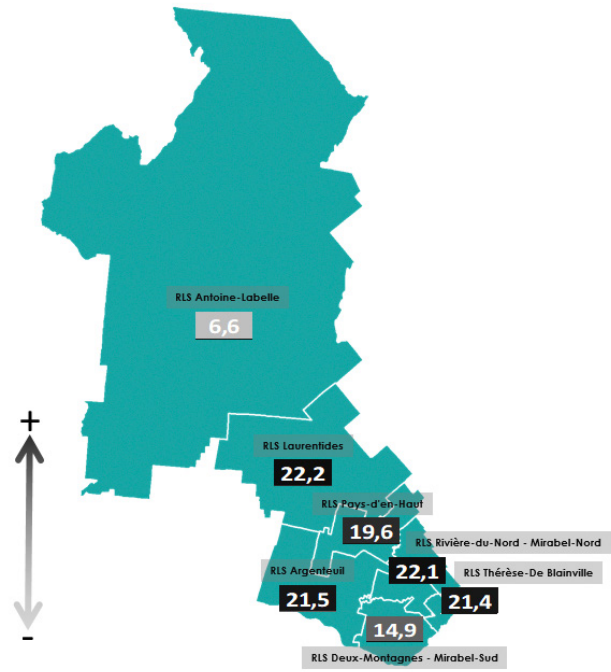 RLS Antoine-Labelle
6,6
+
RLS Laurentides
22,2
RLS Pays-d'en-Haut
19,6
RLS Rivière-du-Nord - Mirabel-Nord
22,1
RLS Argenteuil
21,5
RLS Thérèse-De Blainville
21,4
14,9
RLS Deux-Montagnes - Mirabel-Sud
-